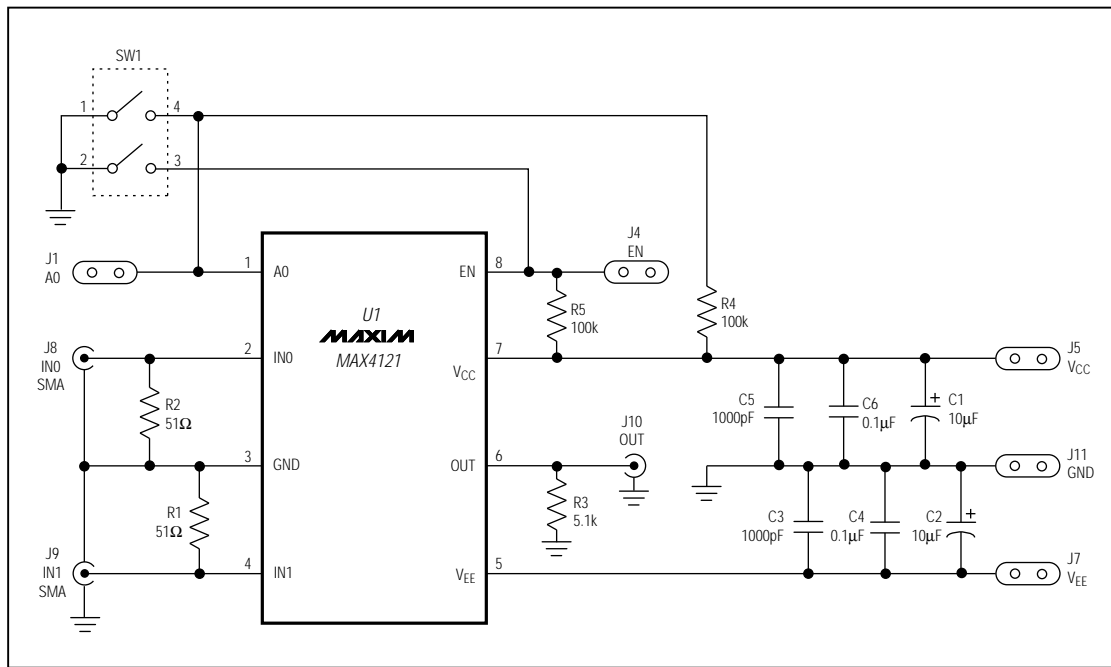 SW1
1
4
2
3
J1
A0
1
A0
EN
8
J4
EN
R5
100k
R4
100k
U1
MAXIM
MAX4121
J8
IN0
SMA
2
IN0
7
VCC
J5
VCC
R2
51Ω
C5
1000pF
C6
0.1µF
+
C1
10µF
3
GND
OUT
6
J10
OUT
J11
GND
R1
51Ω
R3
5.1k
C3
1000pF
C4
0.1µF
+
C2
10µF
J9
IN1
SMA
4
IN1
VEE
5
J7
VEE